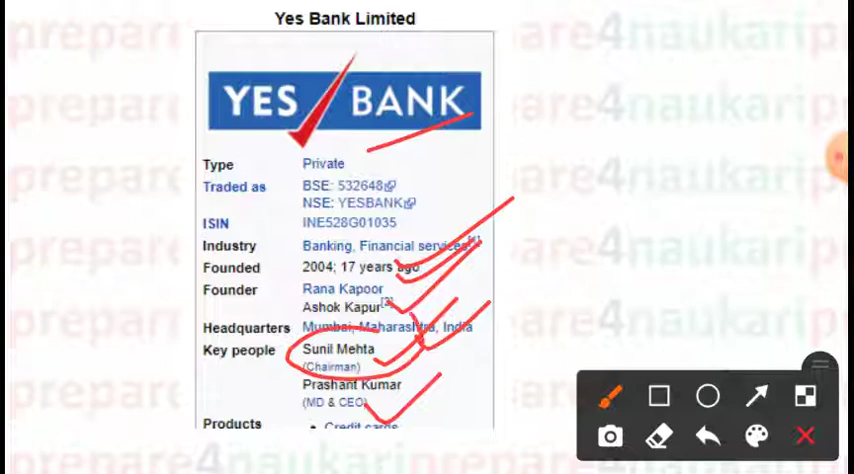 Yes Bank Limited
YES BANK
Type Private
Traded as BSE: 532648
NSE: YESBANK
ISIN INE528G01035
Industry Banking, Financial services[1]
Founded 2004; 17 years ago
Founder Rana Kapoor
Ashok Kapur[2]
Headquarters Mumbai, Maharashtra, India
Key people Sunil Mehta
(Chairman)
Prashant Kumar
(MD & CEO)
Products • Credit cards
prepare4naukari